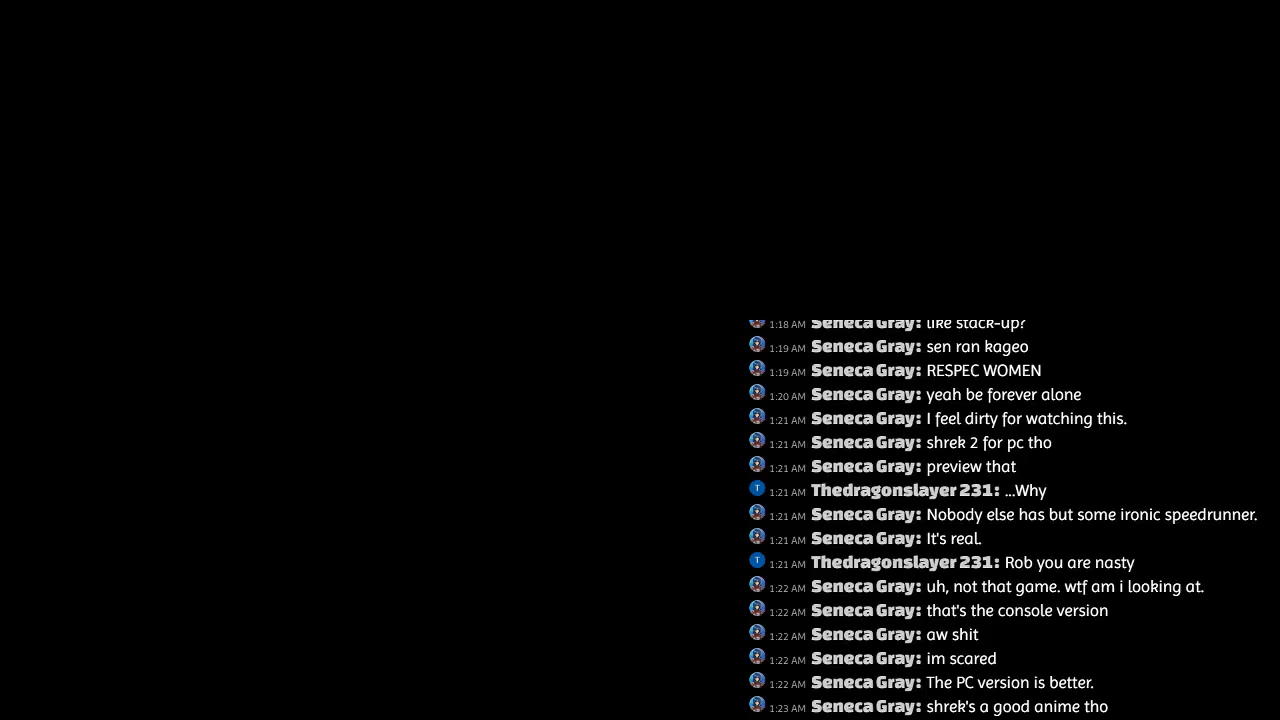 1:18 AM Seneca Gray: like stack-up?
1:19 AM Seneca Gray: sen ran kageo
1:19 AM Seneca Gray: RESPEC WOMEN
1:20 AM Seneca Gray: yeah be forever alone
1:21 AM Seneca Gray: I feel dirty for watching this.
1:21 AM Seneca Gray: shrek 2 for pc tho
1:21 AM Seneca Gray: preview that
T 1:21 AM Thedragonslayer 231: ...Why
1:21 AM Seneca Gray: Nobody else has but some ironic speedrunner.
1:21 AM Seneca Gray: It's real.
T 1:21 AM Thedragonslayer 231: Rob you are nasty
1:22 AM Seneca Gray: uh, not that game. wtf am i looking at.
1:22 AM Seneca Gray: that's the console version
1:22 AM Seneca Gray: aw shit
1:22 AM Seneca Gray: im scared
1:22 AM Seneca Gray: The PC version is better.
1:23 AM Seneca Gray: shrek's a good anime tho